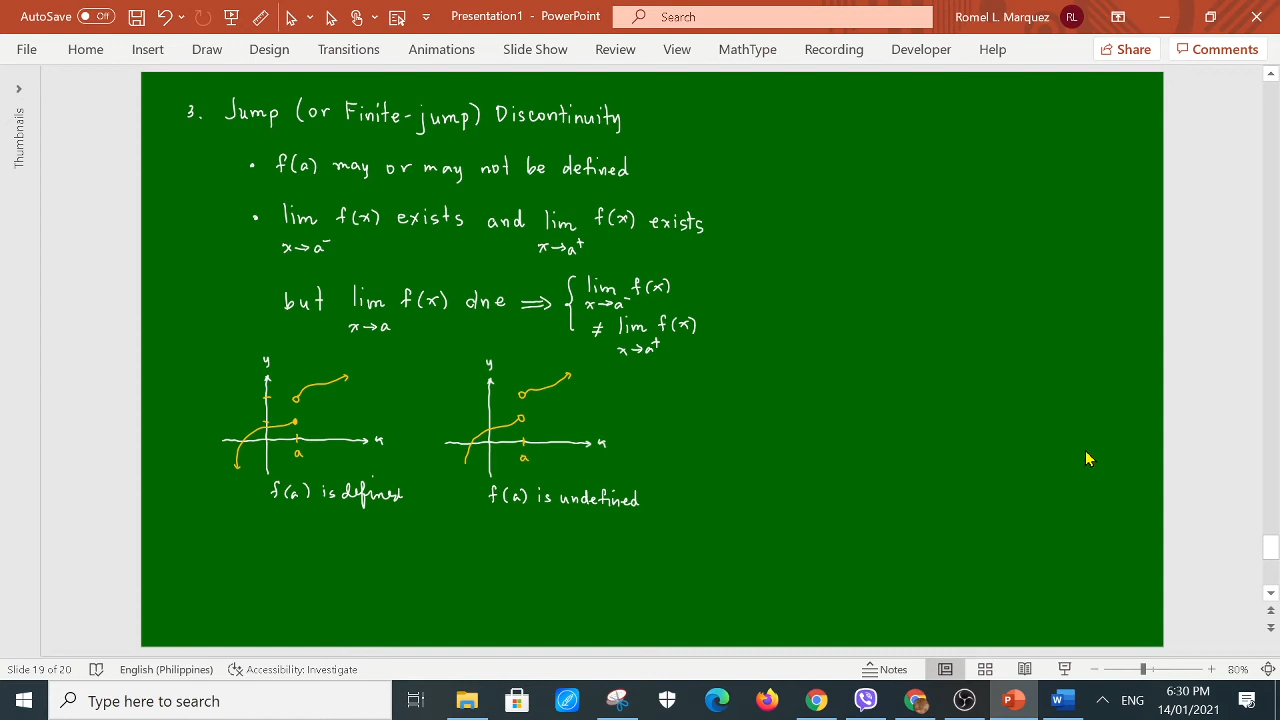 AutoSave Off Presentation1 - PowerPoint Search Romel L. Marquez RL
File Home Insert Draw Design Transitions Animations Slide Show Review View MathType Recording Developer Help Share Comments
Thumbnails
3. Jump (or Finite-jump) Discontinuity
• f(a) may or may not be defined
• lim f(x) exists and lim f(x) exists
x→a⁻ x→a⁺
but lim f(x) dne ⟹ { lim f(x)
x→a x→a⁻
≠ lim f(x)
x→a⁺
y y
x x
a a
f(a) is defined f(a) is undefined
Slide 19 of 20 English (Philippines) Accessibility: Investigate Notes 80%
Type here to search ENG 6:30 PM
14/01/2021